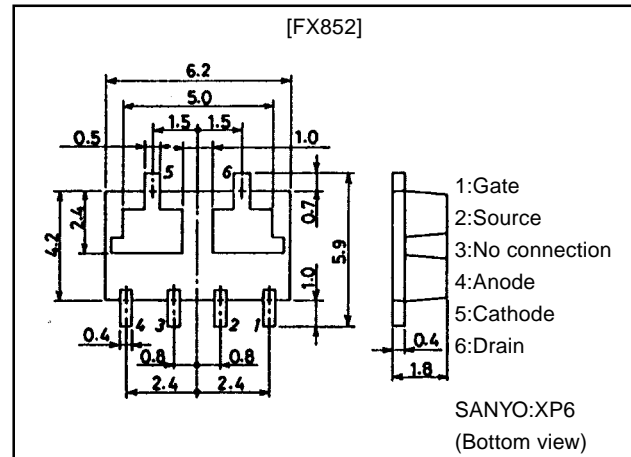 [FX852]
6.2
5.0
1.5 1.5
0.5 1.0
5 6
4.2
2.4
0.7
5.9
1.0
4 3 2 1
0.4
0.8 0.8
2.4 2.4
1:Gate
2:Source
3:No connection
4:Anode
5:Cathode
6:Drain
0.4
1.8
SANYO:XP6
(Bottom view)